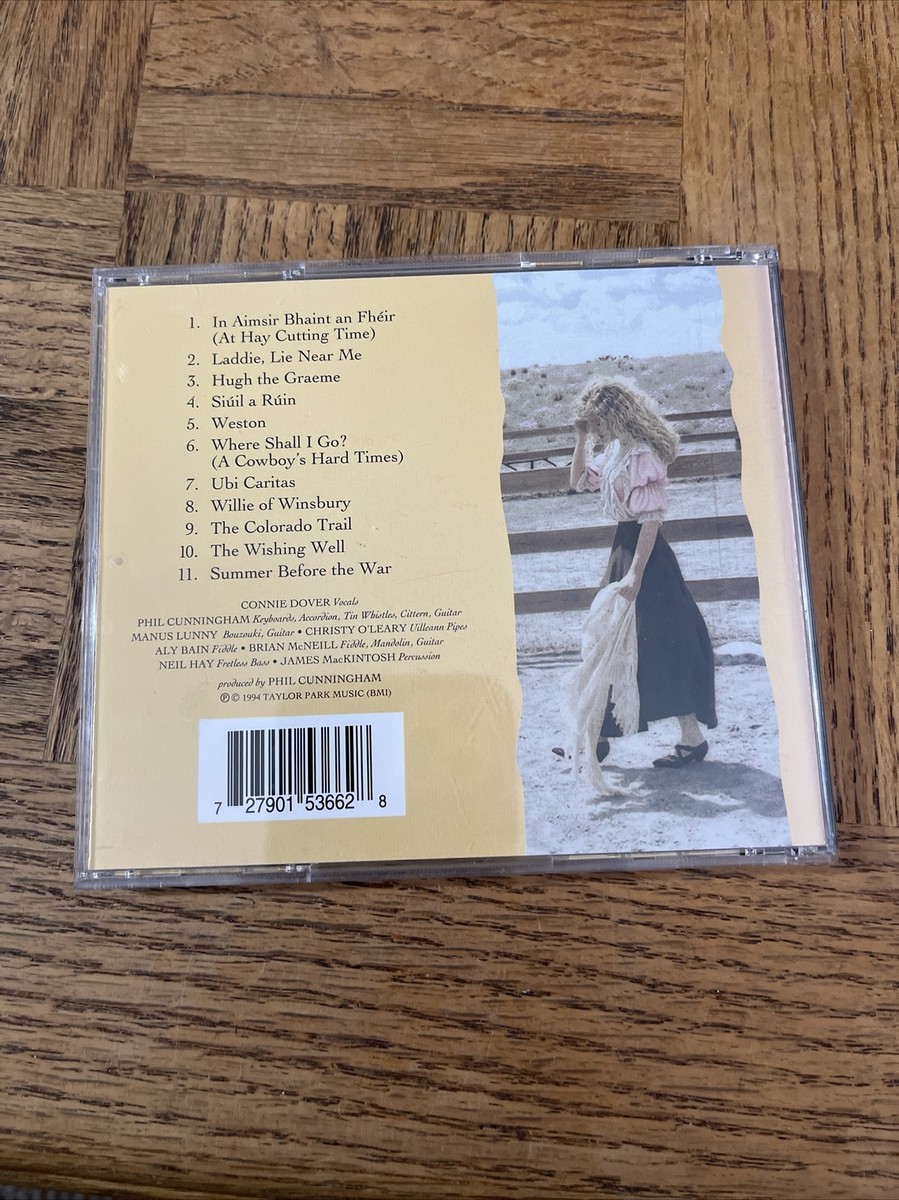 1. In Aimsir Bhaint an Fhéir
(At Hay Cutting Time)
2. Laddie, Lie Near Me
3. Hugh the Graeme
4. Siúil a Rúin
5. Weston
6. Where Shall I Go?
(A Cowboy's Hard Times)
7. Ubi Caritas
8. Willie of Winsbury
9. The Colorado Trail
10. The Wishing Well
11. Summer Before the War
CONNIE DOVER Vocals
PHIL CUNNINGHAM Keyboards, Accordion, Tin Whistles, Cittern, Guitar
MANUS LUNNY Bouzouki, Guitar • CHRISTY O'LEARY Uilleann Pipes
ALY BAIN Fiddle • BRIAN McNEILL Fiddle, Mandolin, Guitar
NEIL HAY Fretless Bass • JAMES MacKINTOSH Percussion
produced by PHIL CUNNINGHAM
℗ © 1994 TAYLOR PARK MUSIC (BMI)
7 27901 53662 8